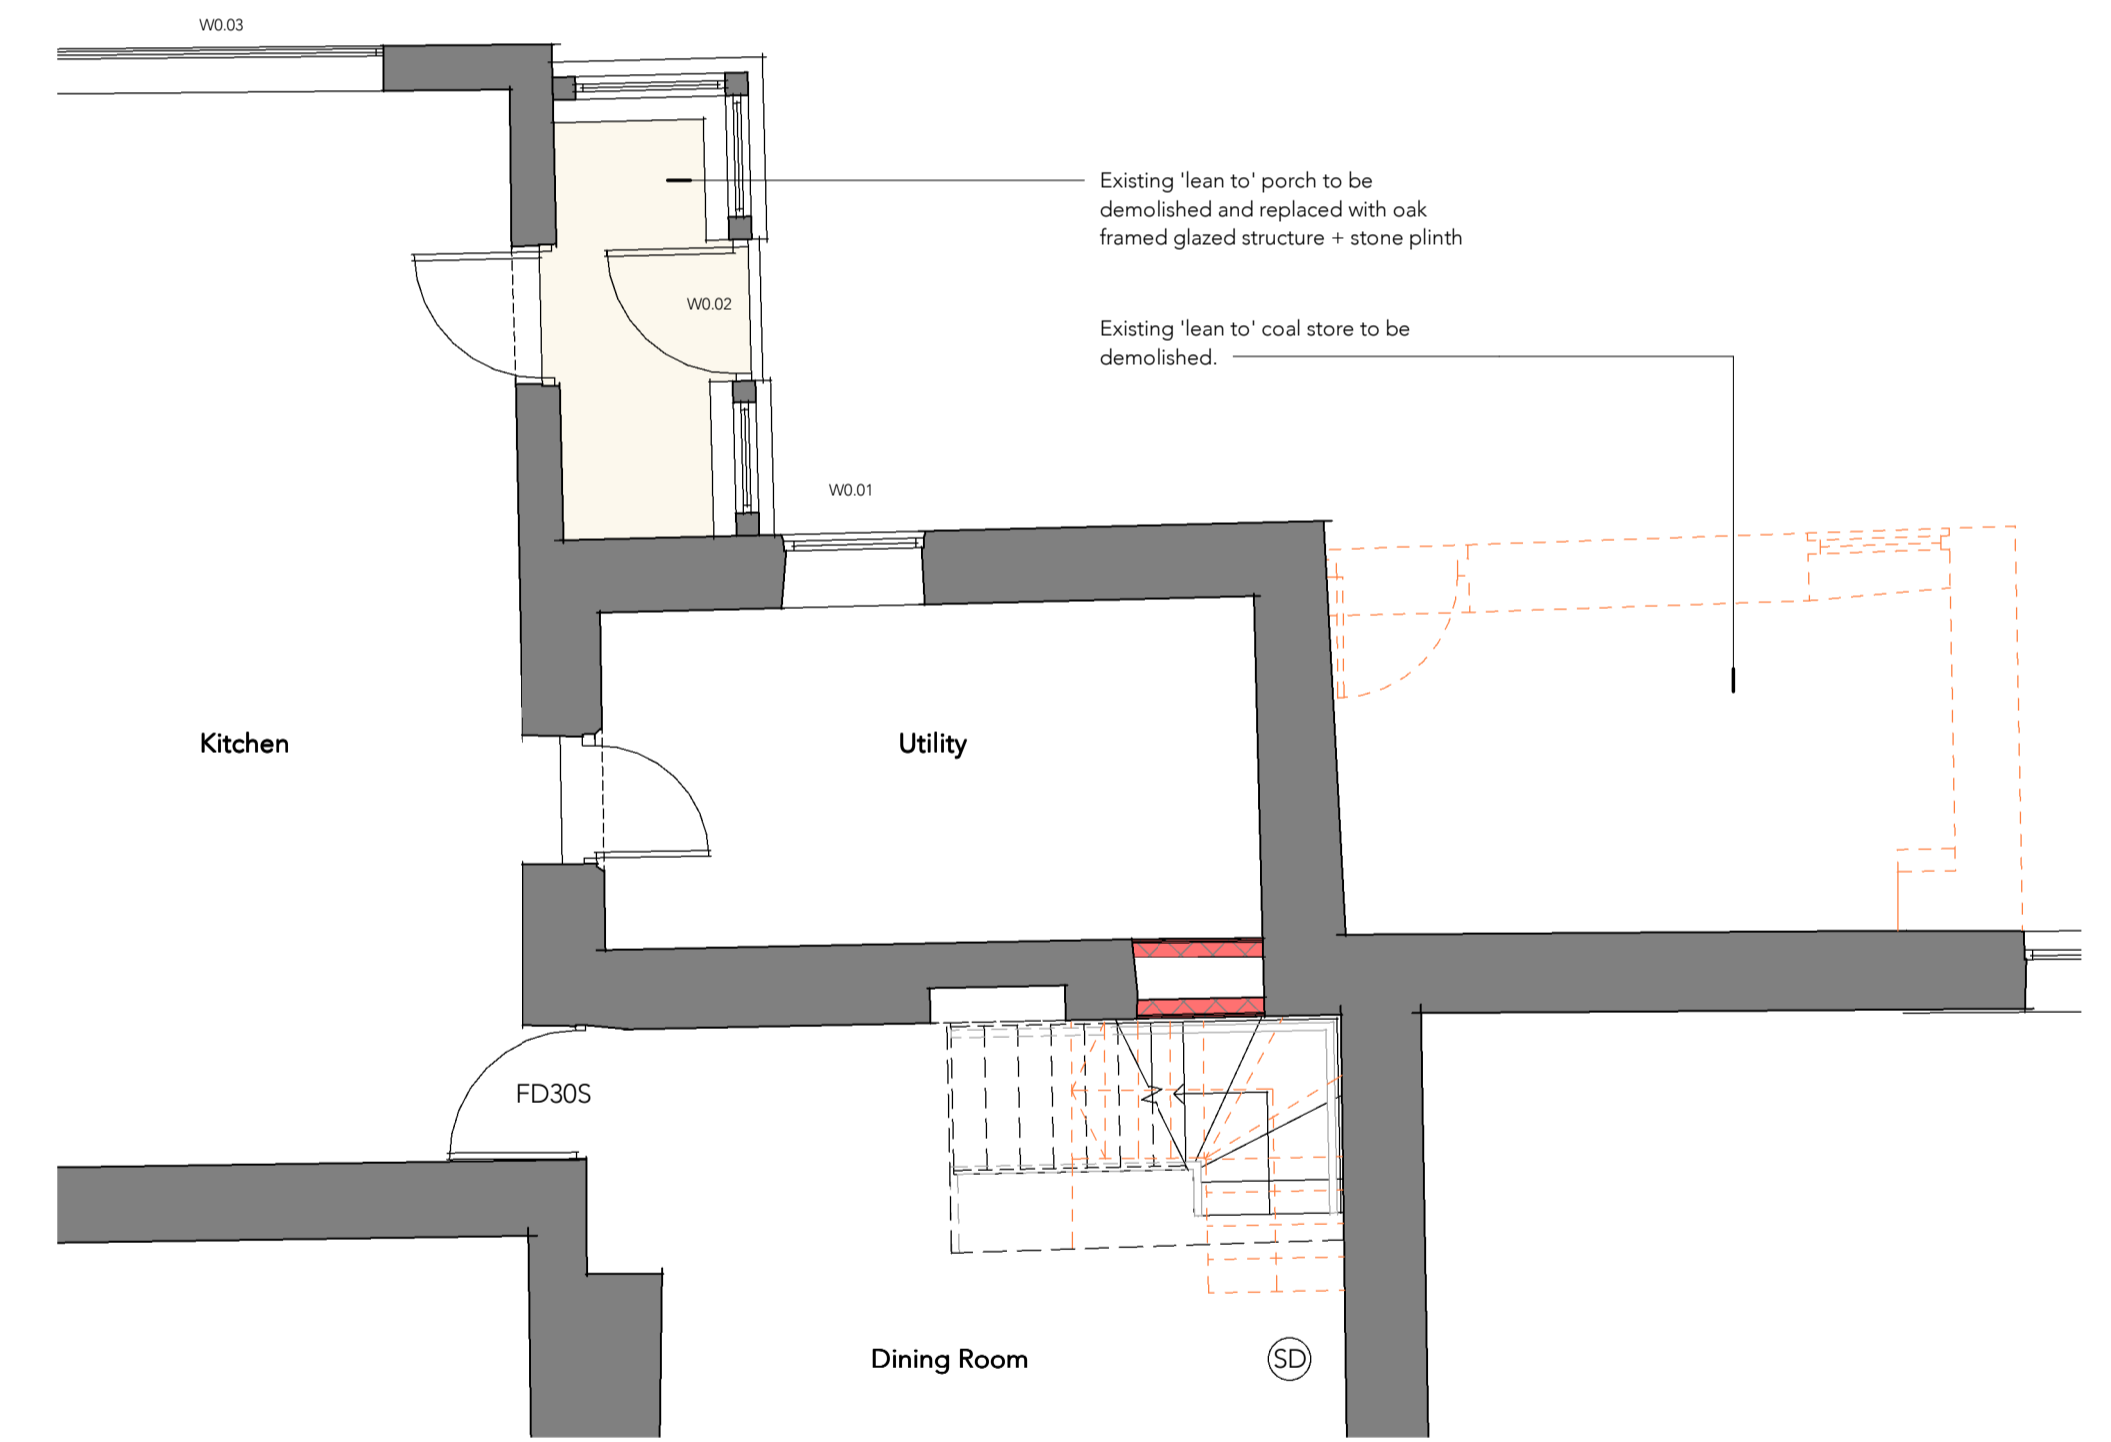 W0.03
Existing 'lean to' porch to be
demolished and replaced with oak
framed glazed structure + stone plinth
W0.02
Existing 'lean to' coal store to be
demolished.
W0.01
Kitchen
Utility
FD30S
Dining Room
SD